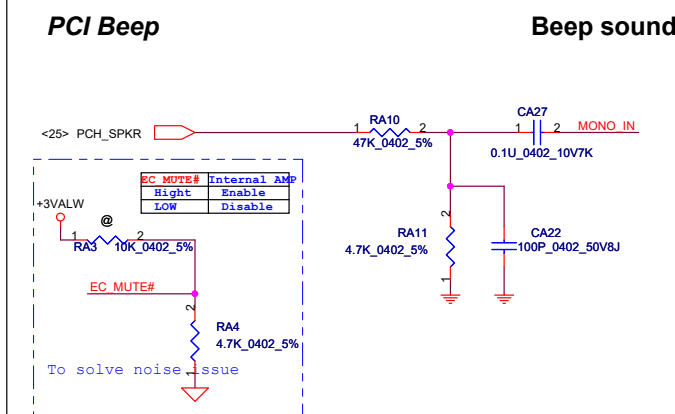 PCI Beep
Beep sound
<25> PCH_SPKR
1 RA10 2
47K_0402_5%
CA27
1 2 MONO_IN
0.1U_0402_10V7K
EC MUTE# Internal AMP
Hight Enable
LOW Disable
+3VALW
@
1 2
RA3 10K_0402_5%
2
RA11
4.7K_0402_5%
1
CA22
100P_0402_50V8J
EC_MUTE#
2
RA4
4.7K_0402_5%
1
To solve noise issue